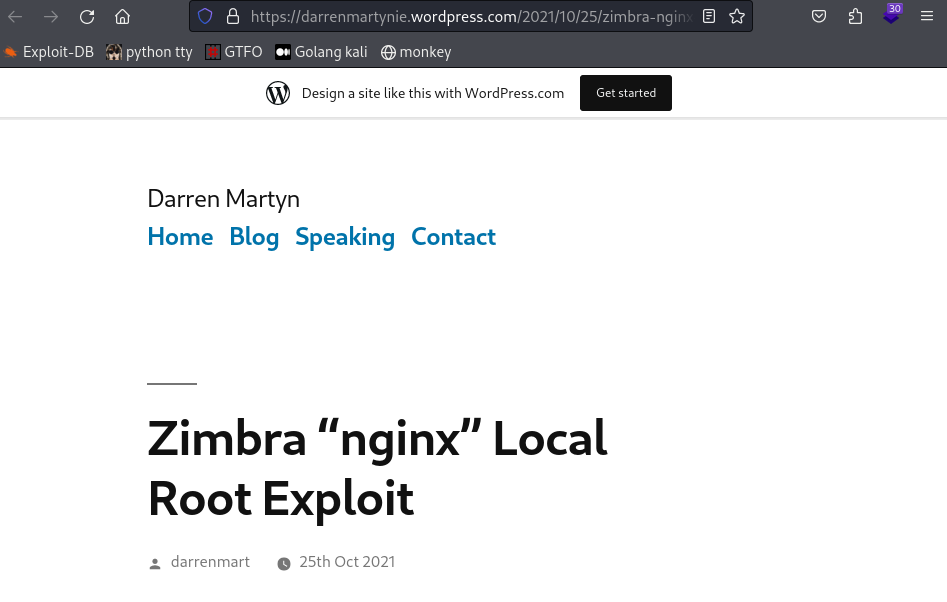 https://darrenmartynie.wordpress.com/2021/10/25/zimbra-nginx
30
Exploit-DB python tty GTFO Golang kali monkey
Design a site like this with WordPress.com Get started
Darren Martyn
Home Blog Speaking Contact
Zimbra “nginx” Local
Root Exploit
darrenmart 25th Oct 2021